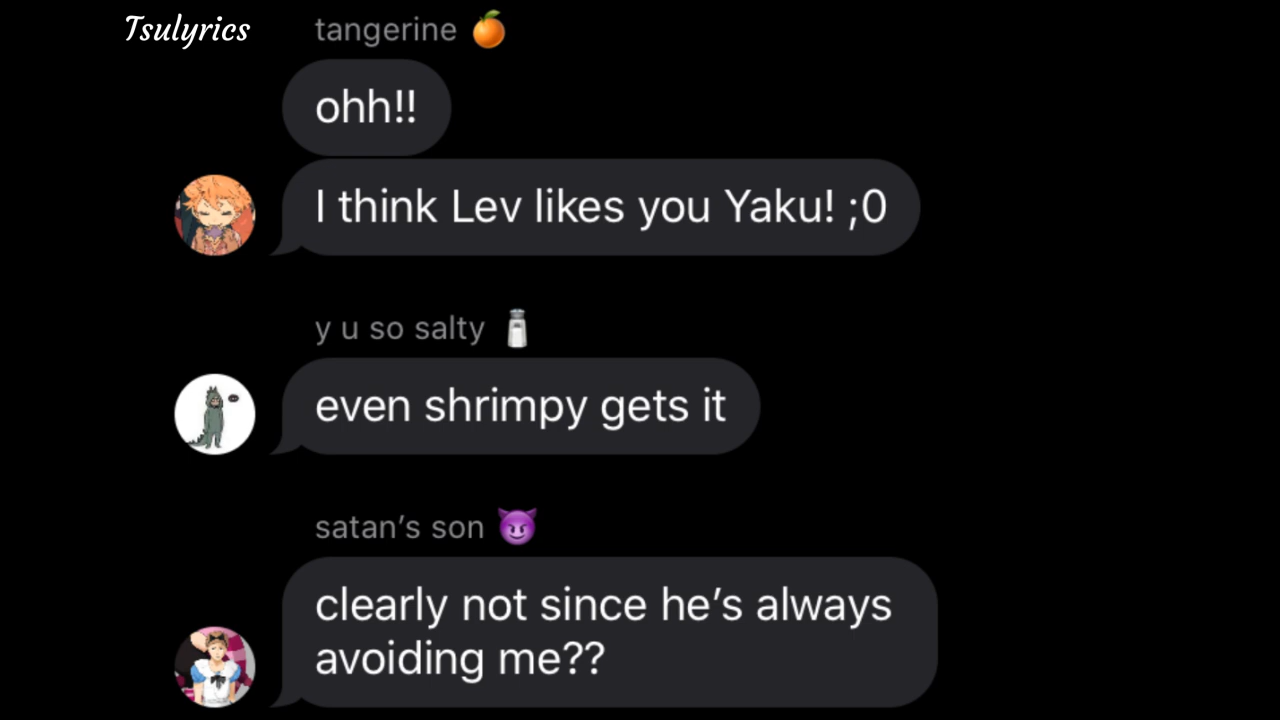 Tsulyrics
tangerine 🍊
ohh!!
I think Lev likes you Yaku! ;0
y u so salty 🧂
even shrimpy gets it
satan’s son 😈
clearly not since he’s always
avoiding me??